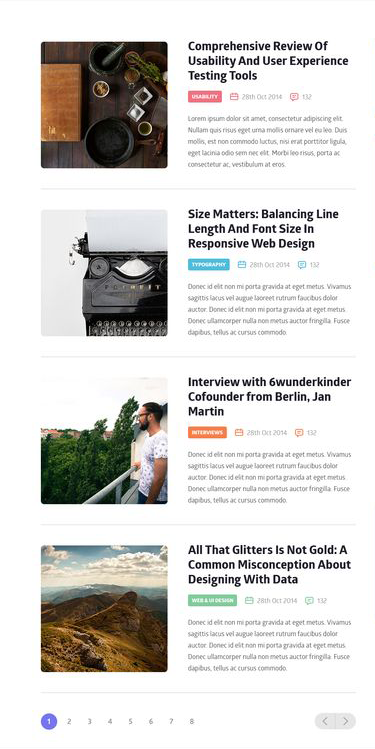 Comprehensive Review Of
Usability And User Experience
Testing Tools
USABILITY 28th Oct 2014 132
Lorem ipsum dolor sit amet, consectetur adipiscing elit.
Nullam quis risus eget urna mollis ornare vel eu leo. Duis
mollis, est non commodo luctus, nisi erat porttitor ligula,
eget lacinia odio sem nec elit. Morbi leo risus, porta ac
consectetur ac, vestibulum at eros.
Size Matters: Balancing Line
Length And Font Size In
Responsive Web Design
TYPOGRAPHY 28th Oct 2014 132
Donec id elit non mi porta gravida at eget metus. Vivamus
sagittis lacus vel augue laoreet rutrum faucibus dolor
auctor. Donec id elit non mi porta gravida at eget metus.
Donec ullamcorper nulla non metus auctor fringilla. Fusce
dapibus, tellus ac cursus commodo.
Interview with 6wunderkinder
Cofounder from Berlin, Jan
Martin
INTERVIEWS 28th Oct 2014 132
Donec id elit non mi porta gravida at eget metus. Vivamus
sagittis lacus vel augue laoreet rutrum faucibus dolor
auctor. Donec id elit non mi porta gravida at eget metus.
Donec ullamcorper nulla non metus auctor fringilla. Fusce
dapibus, tellus ac cursus commodo.
All That Glitters Is Not Gold: A
Common Misconception About
Designing With Data
WEB & UI DESIGN 28th Oct 2014 132
Donec id elit non mi porta gravida at eget metus. Vivamus
sagittis lacus vel augue laoreet rutrum faucibus dolor
auctor. Donec id elit non mi porta gravida at eget metus.
Donec ullamcorper nulla non metus auctor fringilla. Fusce
dapibus, tellus ac cursus commodo.
1 2 3 4 5 6 7 8